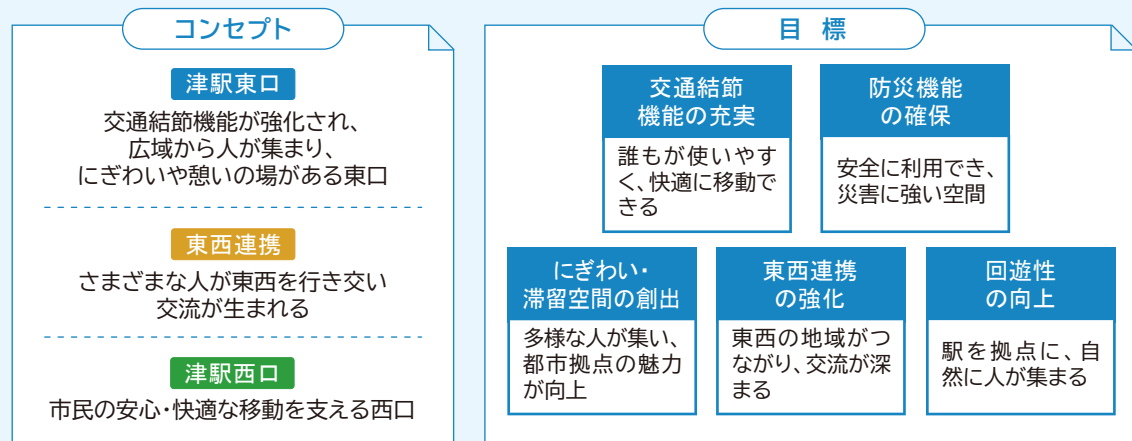 コンセプト
津駅東口
交通結節機能が強化され、
広域から人が集まり、
にぎわいや憩いの場がある東口
東西連携
さまざまな人が東西を行き交い
交流が生まれる
津駅西口
市民の安心・快適な移動を支える西口
目 標
交通結節
機能の充実
誰もが使いやす
く、快適に移動で
きる
防災機能
の確保
安全に利用でき、
災害に強い空間
にぎわい・
滞留空間の創出
多様な人が集い、
都市拠点の魅力
が向上
東西連携
の強化
東西の地域がつ
ながり、交流が深
まる
回遊性
の向上
駅を拠点に、自
然に人が集まる